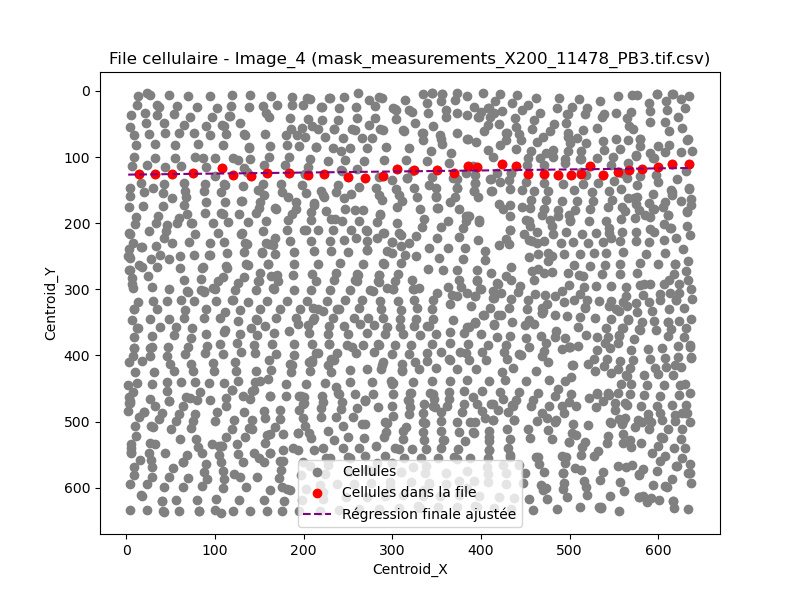 File cellulaire - Image_4 (mask_measurements_X200_11478_PB3.tif.csv)
0
100
200
300
400
500
600
Centroid_Y
Cellules
Cellules dans la file
Régression finale ajustée
0 100 200 300 400 500 600
Centroid_X